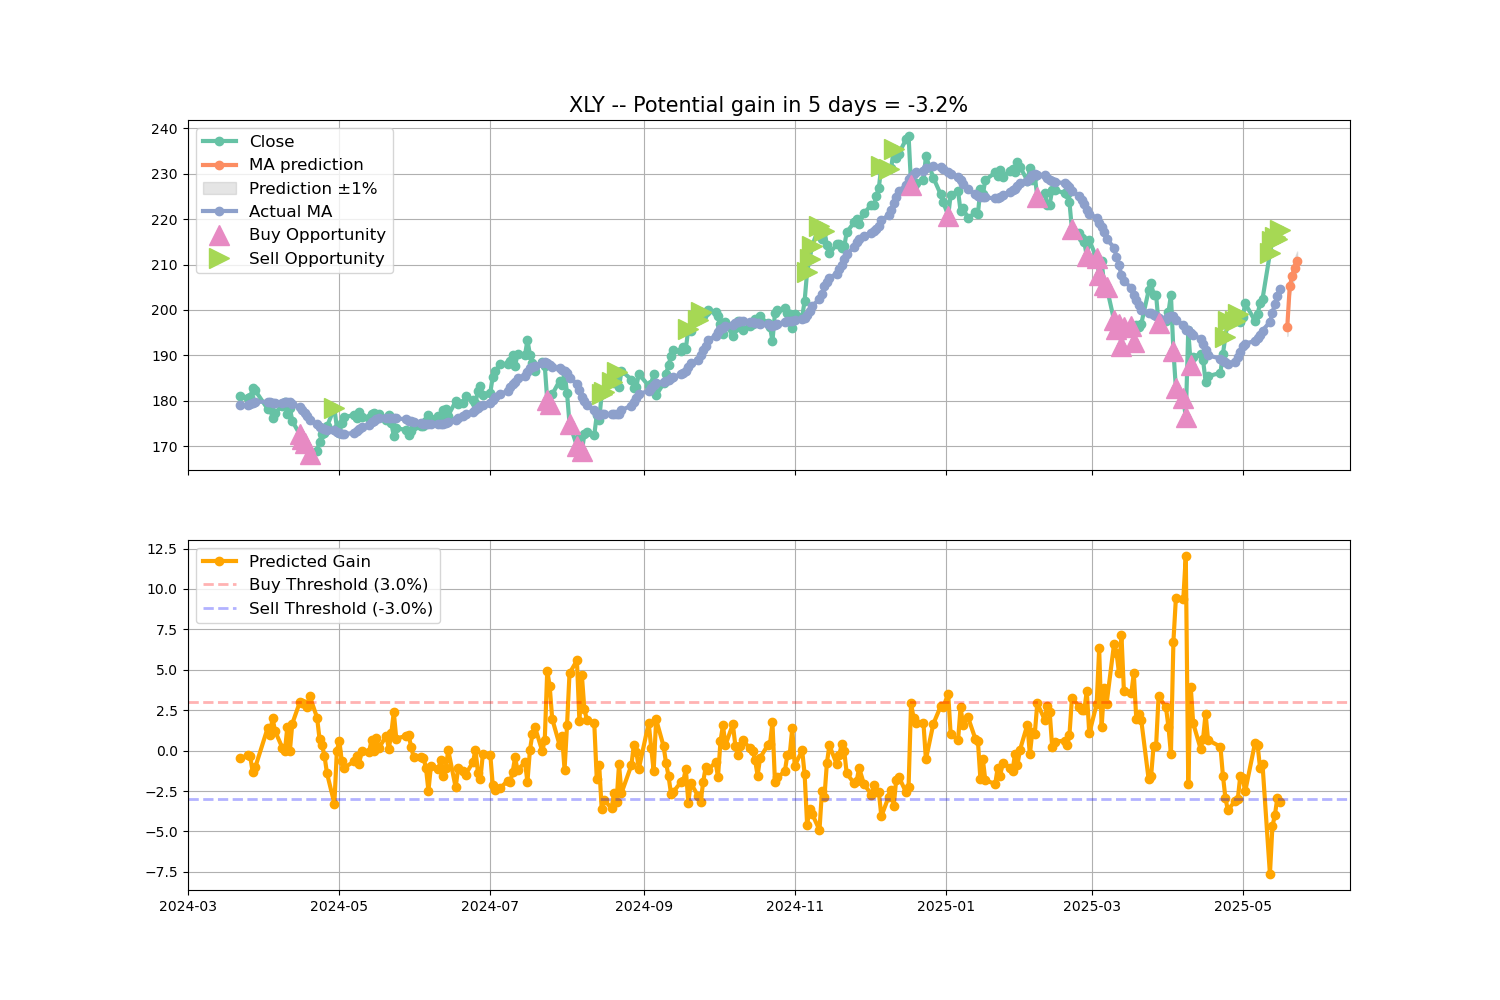 XLY -- Potential gain in 5 days = -3.2%
240
230
220
210
200
190
180
170
Close
MA prediction
Prediction ±1%
Actual MA
Buy Opportunity
Sell Opportunity
12.5
10.0
7.5
5.0
2.5
0.0
−2.5
−5.0
−7.5
Predicted Gain
Buy Threshold (3.0%)
Sell Threshold (-3.0%)
2024-03 2024-05 2024-07 2024-09 2024-11 2025-01 2025-03 2025-05